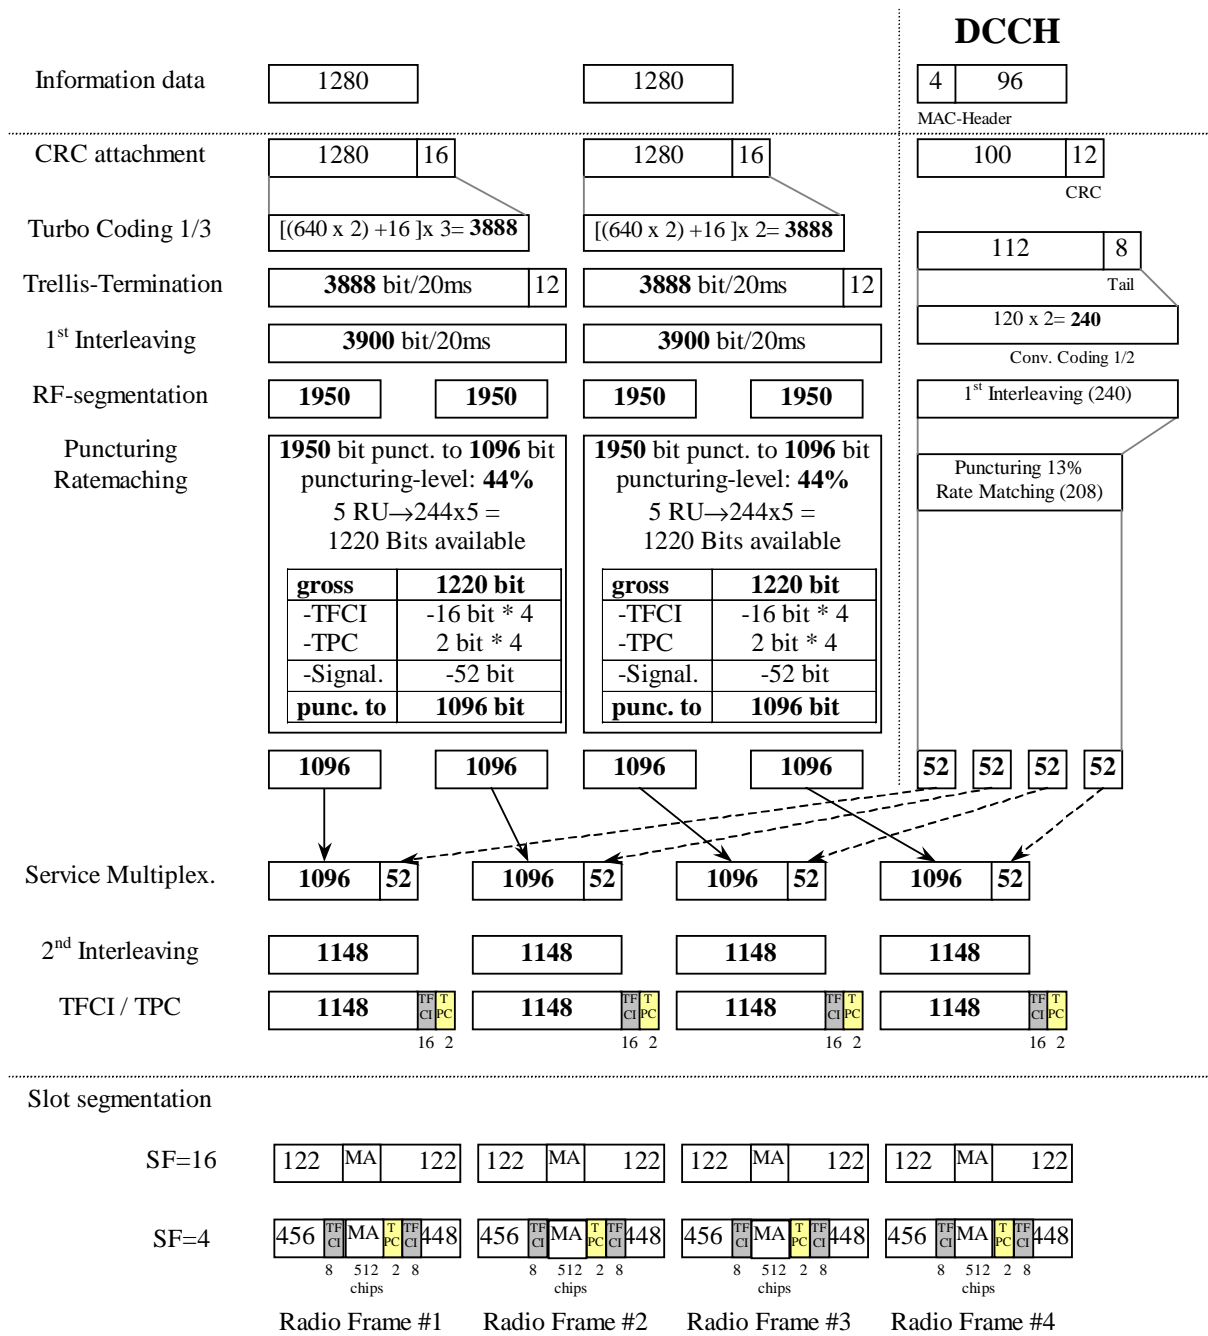 DCCH
Information data 1280 1280 4 96
MAC-Header
CRC attachment 1280 16 1280 16 100 12
CRC
Turbo Coding 1/3 [(640 x 2) +16 ]x 3= 3888 [(640 x 2) +16 ]x 2= 3888
112 8
Tail
Trellis-Termination 3888 bit/20ms 12 3888 bit/20ms 12
120 x 2= 240
1st Interleaving 3900 bit/20ms 3900 bit/20ms
Conv. Coding 1/2
RF-segmentation 1950 1950 1950 1950 1st Interleaving (240)
Puncturing 1950 bit punct. to 1096 bit 1950 bit punct. to 1096 bit
Ratemaching puncturing-level: 44% puncturing-level: 44% Puncturing 13%
Rate Matching (208)
5 RU→244x5 = 5 RU→244x5 =
1220 Bits available 1220 Bits available
gross 1220 bit gross 1220 bit
-TFCI -16 bit * 4 -TFCI -16 bit * 4
-TPC 2 bit * 4 -TPC 2 bit * 4
-Signal. -52 bit -Signal. -52 bit
punc. to 1096 bit punc. to 1096 bit
1096 1096 1096 1096 52 52 52 52
Service Multiplex. 1096 52 1096 52 1096 52 1096 52
2nd Interleaving 1148 1148 1148 1148
TFCI / TPC 1148 TF CI T PC 1148 TF CI T PC 1148 TF CI T PC 1148 TF CI T PC
16 2 16 2 16 2 16 2
Slot segmentation
SF=16 122 MA 122 122 MA 122 122 MA 122 122 MA 122
SF=4 456 TF CI MA T PC TF CI 448 456 TF CI MA T PC TF CI 448 456 TF CI MA T PC TF CI 448 456 TF CI MA T PC TF CI 448
8 512 2 8 8 512 2 8 8 512 2 8 8 512 2 8
chips chips chips chips
Radio Frame #1 Radio Frame #2 Radio Frame #3 Radio Frame #4